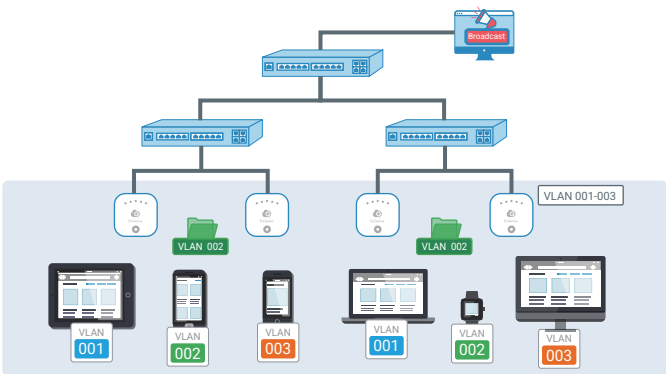 Broadcast
VLAN 001-003
VLAN 002
VLAN 002
VLAN
001
VLAN
002
VLAN
003
VLAN
001
VLAN
002
VLAN
003